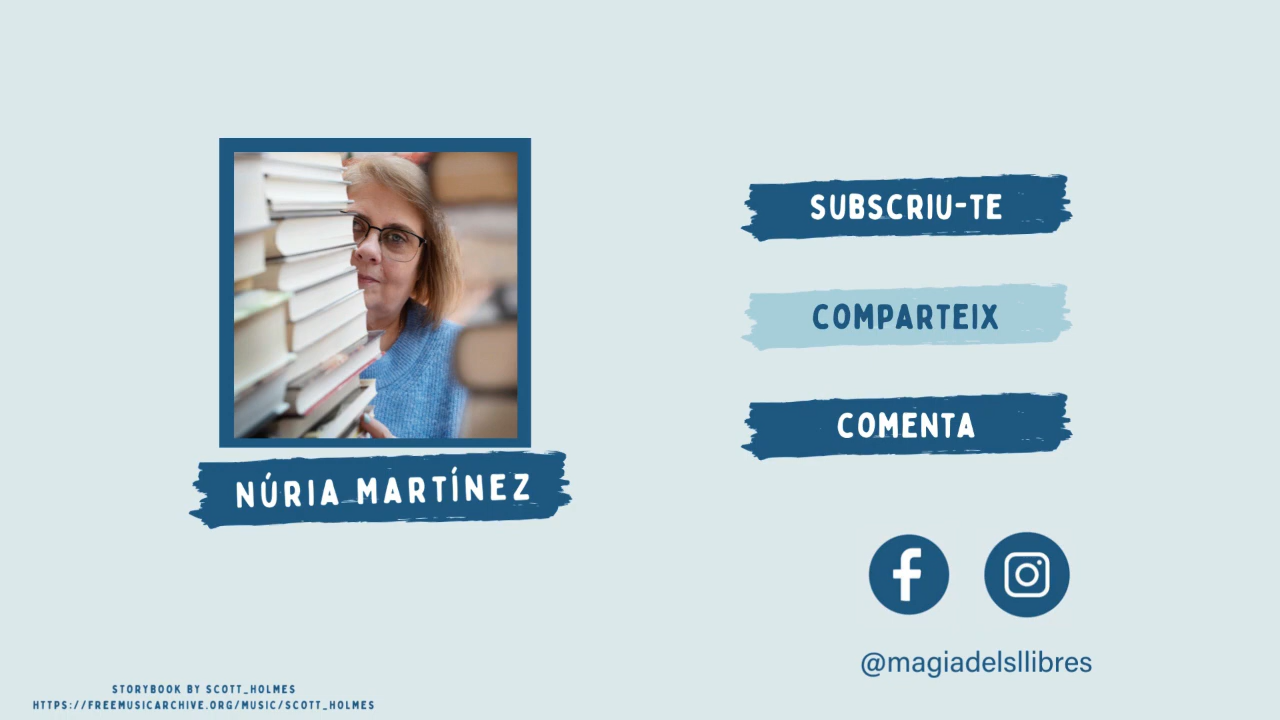 NÚRIA MARTÍNEZ
SUBSCRIU-TE
COMPARTEIX
COMENTA
@magiadelsllibres
STORYBOOK BY SCOTT_HOLMES
HTTPS://FREEMUSICARCHIVE.ORG/MUSIC/SCOTT_HOLMES